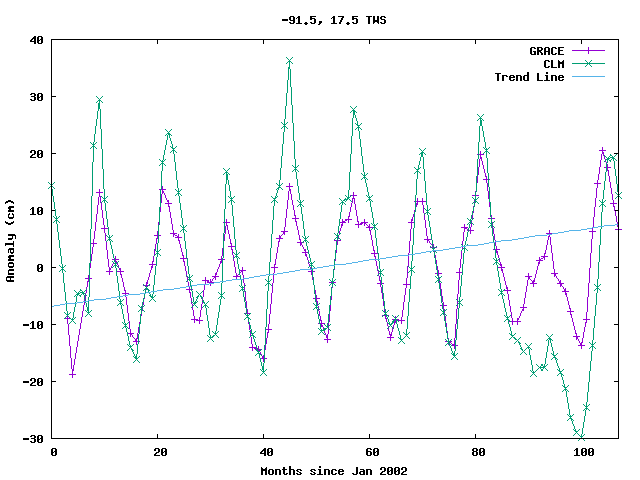 -91.5, 17.5 TWS
GRACE
CLM
Trend Line
40
30
20
10
0
-10
-20
-30
Anomaly (cm)
0 20 40 60 80 100
Months since Jan 2002